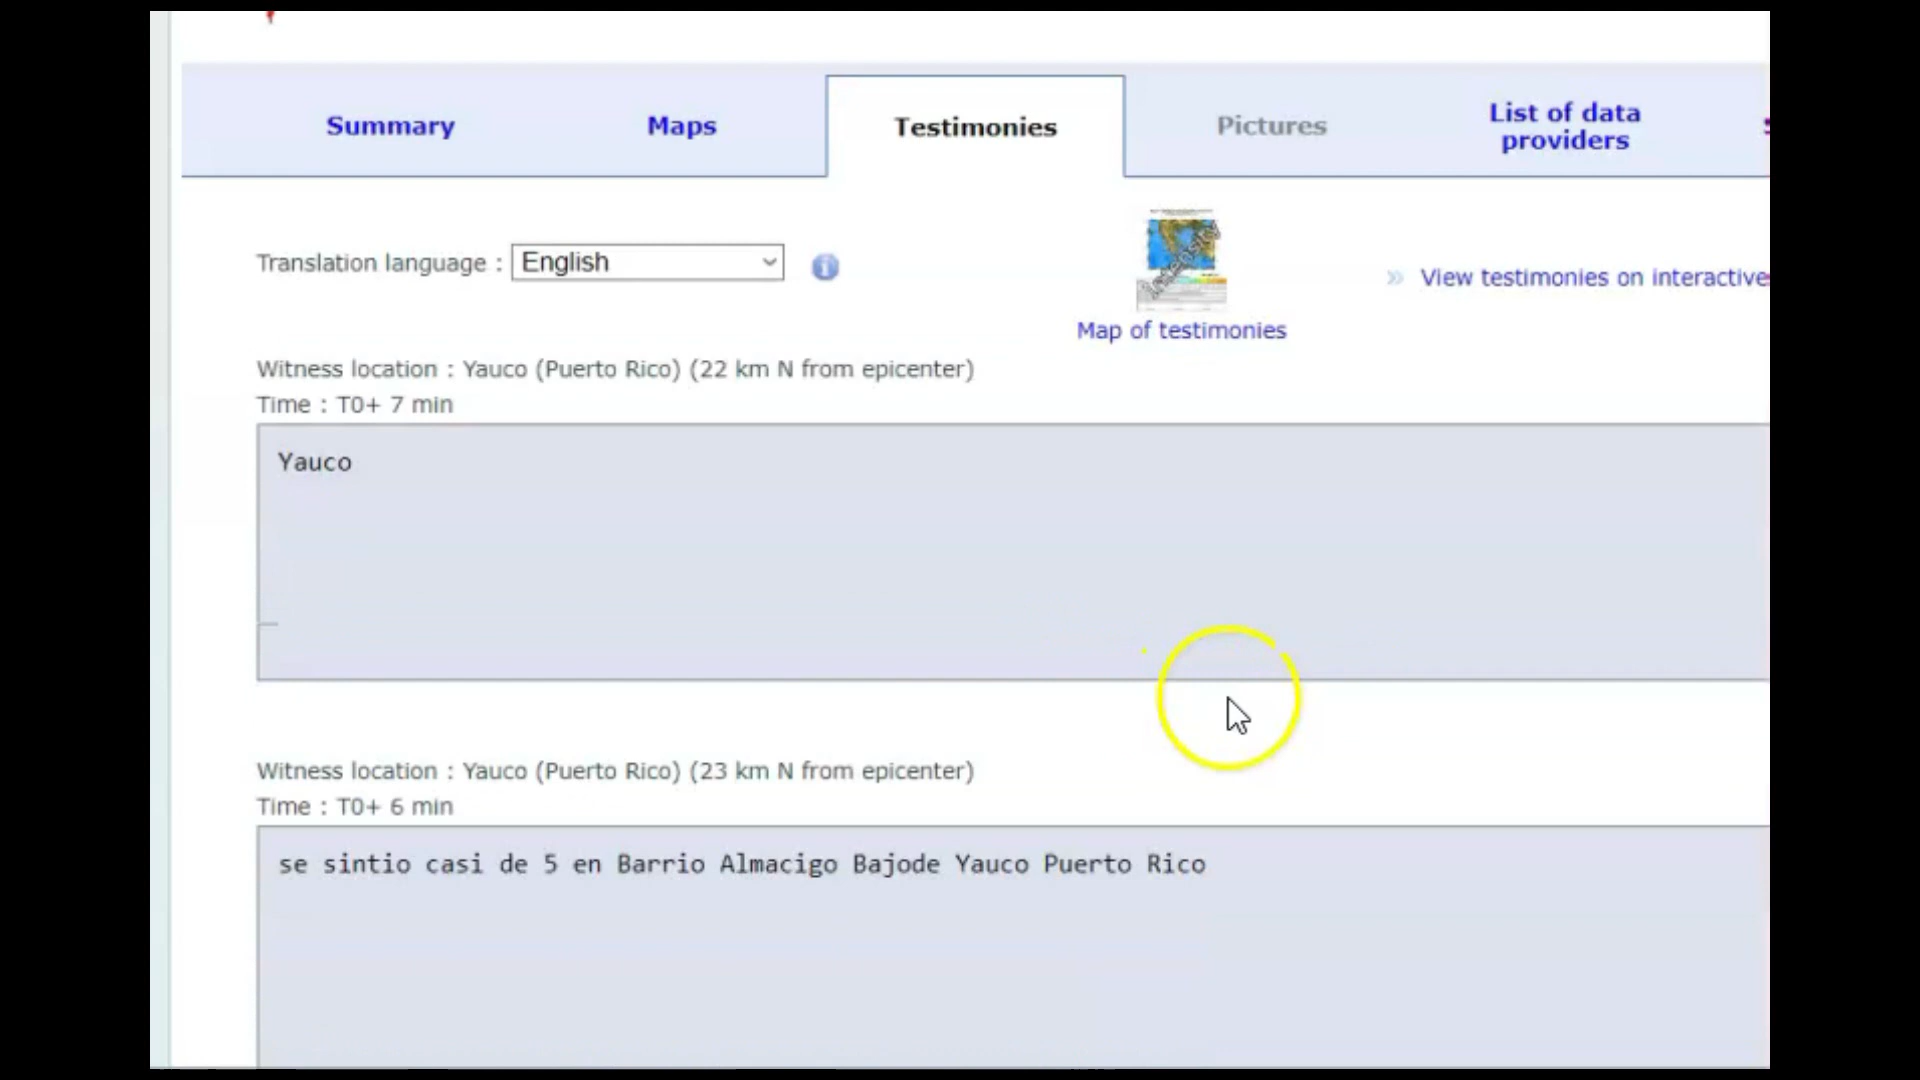 Summary
Maps
Testimonies
Pictures
List of data
providers
Translation language : English
Map of testimonies
» View testimonies on interactive
Witness location : Yauco (Puerto Rico) (22 km N from epicenter)
Time : T0+ 7 min
Yauco
Witness location : Yauco (Puerto Rico) (23 km N from epicenter)
Time : T0+ 6 min
se sintio casi de 5 en Barrio Almacigo Bajode Yauco Puerto Rico